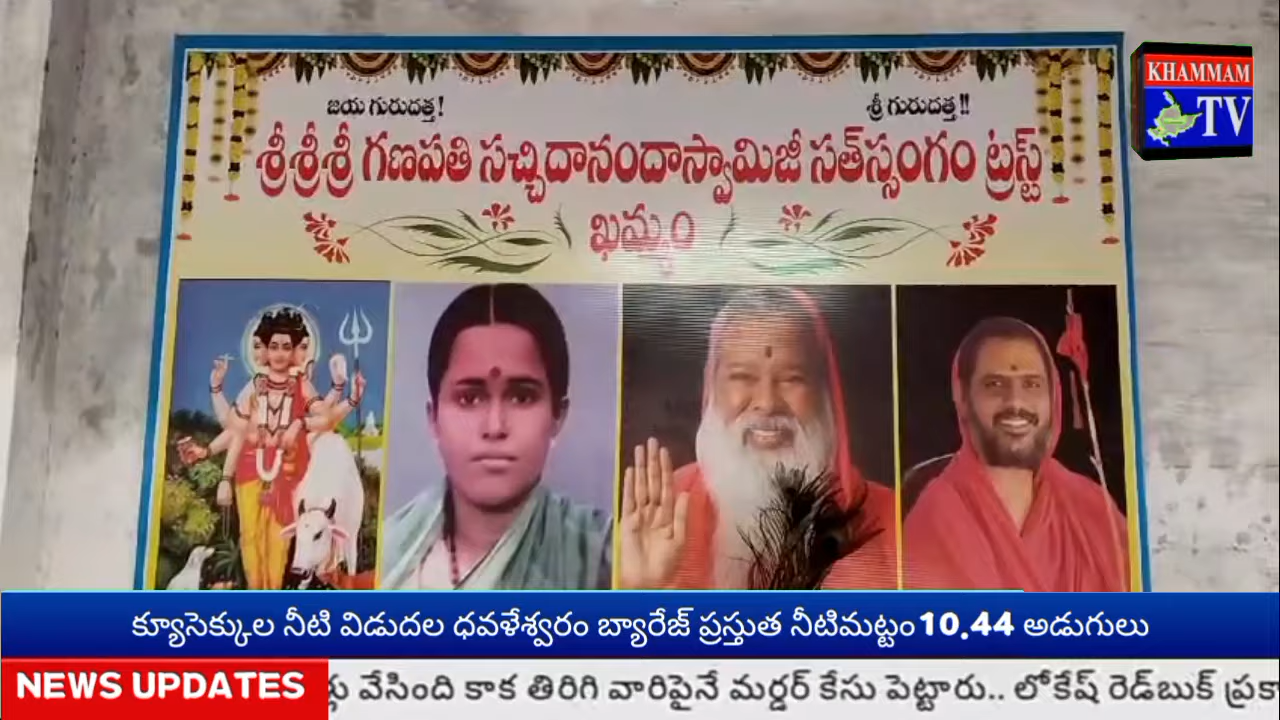 జయ గురుదత్త!
శ్రీ గురుదత్త!!
శ్రీశ్రీశ్రీ గణపతి సచ్చిదానందాస్వామిజీ సత్‌స్సంగం ట్రస్ట్
ఖమ్మం
KHAMMAM
TV
క్యూసెక్కుల నీటి విడుదల ధవళేశ్వరం బ్యారేజ్ ప్రస్తుత నీటిమట్టం 10.44 అడుగులు
NEWS UPDATES
వేసింది కాక తిరిగి వారిపైనే మర్డర్ కేసు పెట్టారు.. లోకేష్ రెడ్‌బుక్